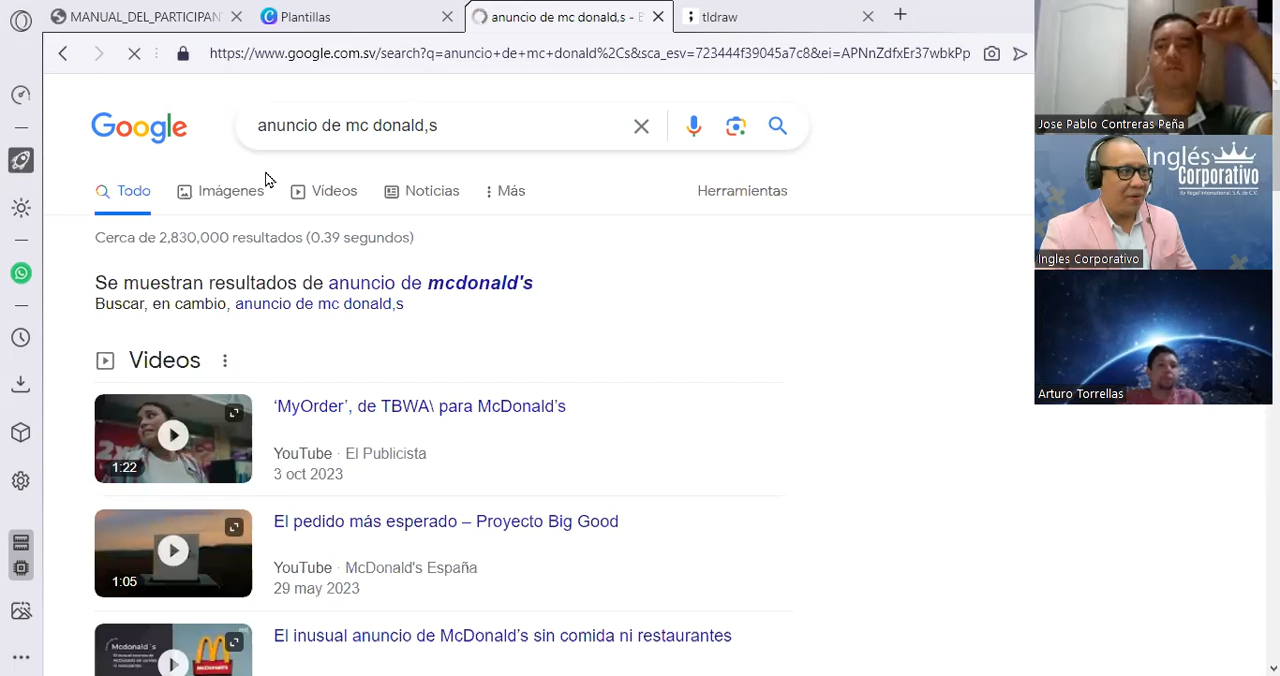 MANUAL_DEL_PARTICIPAN
Plantillas
anuncio de mc donald,s - B
tldraw
https://www.google.com.sv/search?q=anuncio+de+mc+donald%2Cs&sca_esv=723444f39045a7c8&ei=APNnZdfxEr37wbkPp
Google
anuncio de mc donald,s
Todo
Imágenes
Videos
Noticias
Más
Herramientas
Cerca de 2,830,000 resultados (0.39 segundos)
Se muestran resultados de anuncio de mcdonald's
Buscar, en cambio, anuncio de mc donald,s
Videos
1:22
'MyOrder', de TBWA\ para McDonald's
YouTube · El Publicista
3 oct 2023
1:05
El pedido más esperado – Proyecto Big Good
YouTube · McDonald's España
29 may 2023
Mcdonald´s
El inusual anuncio de McDonald's sin comida ni restaurantes
Jose Pablo Contreras Peña
Inglés
Corporativo
Ingles Corporativo
Arturo Torrellas